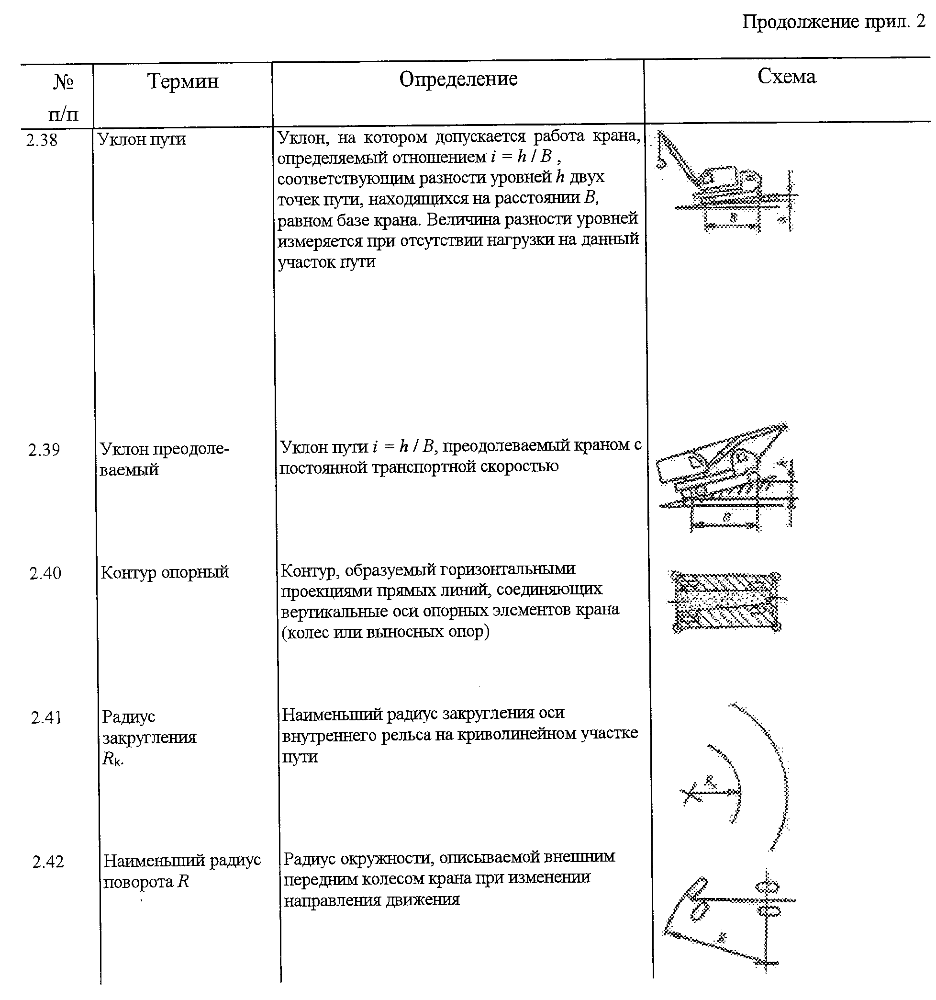 Продолжение прил. 2
№ Термин Определение Схема
п/п
2.38 Уклон пути Уклон, на котором допускается работа крана,
определяемый отношением i = h / B ,
соответствующим разности уровней h двух
точек пути, находящихся на расстоянии B,
равном базе крана. Величина разности уровней
измеряется при отсутствии нагрузки на данный
участок пути
2.39 Уклон преодоле- Уклон пути i = h / B, преодолеваемый краном с
ваемый постоянной транспортной скоростью
2.40 Контур опорный Контур, образуемый горизонтальными
проекциями прямых линий, соединяющих
вертикальные оси опорных элементов крана
(колес или выносных опор)
2.41 Радиус Наименьший радиус закругления оси
закругления внутреннего рельса на криволинейном участке
Rk. пути
2.42 Наименьший радиус Радиус окружности, описываемой внешним
поворота R передним колесом крана при изменении
направления движения